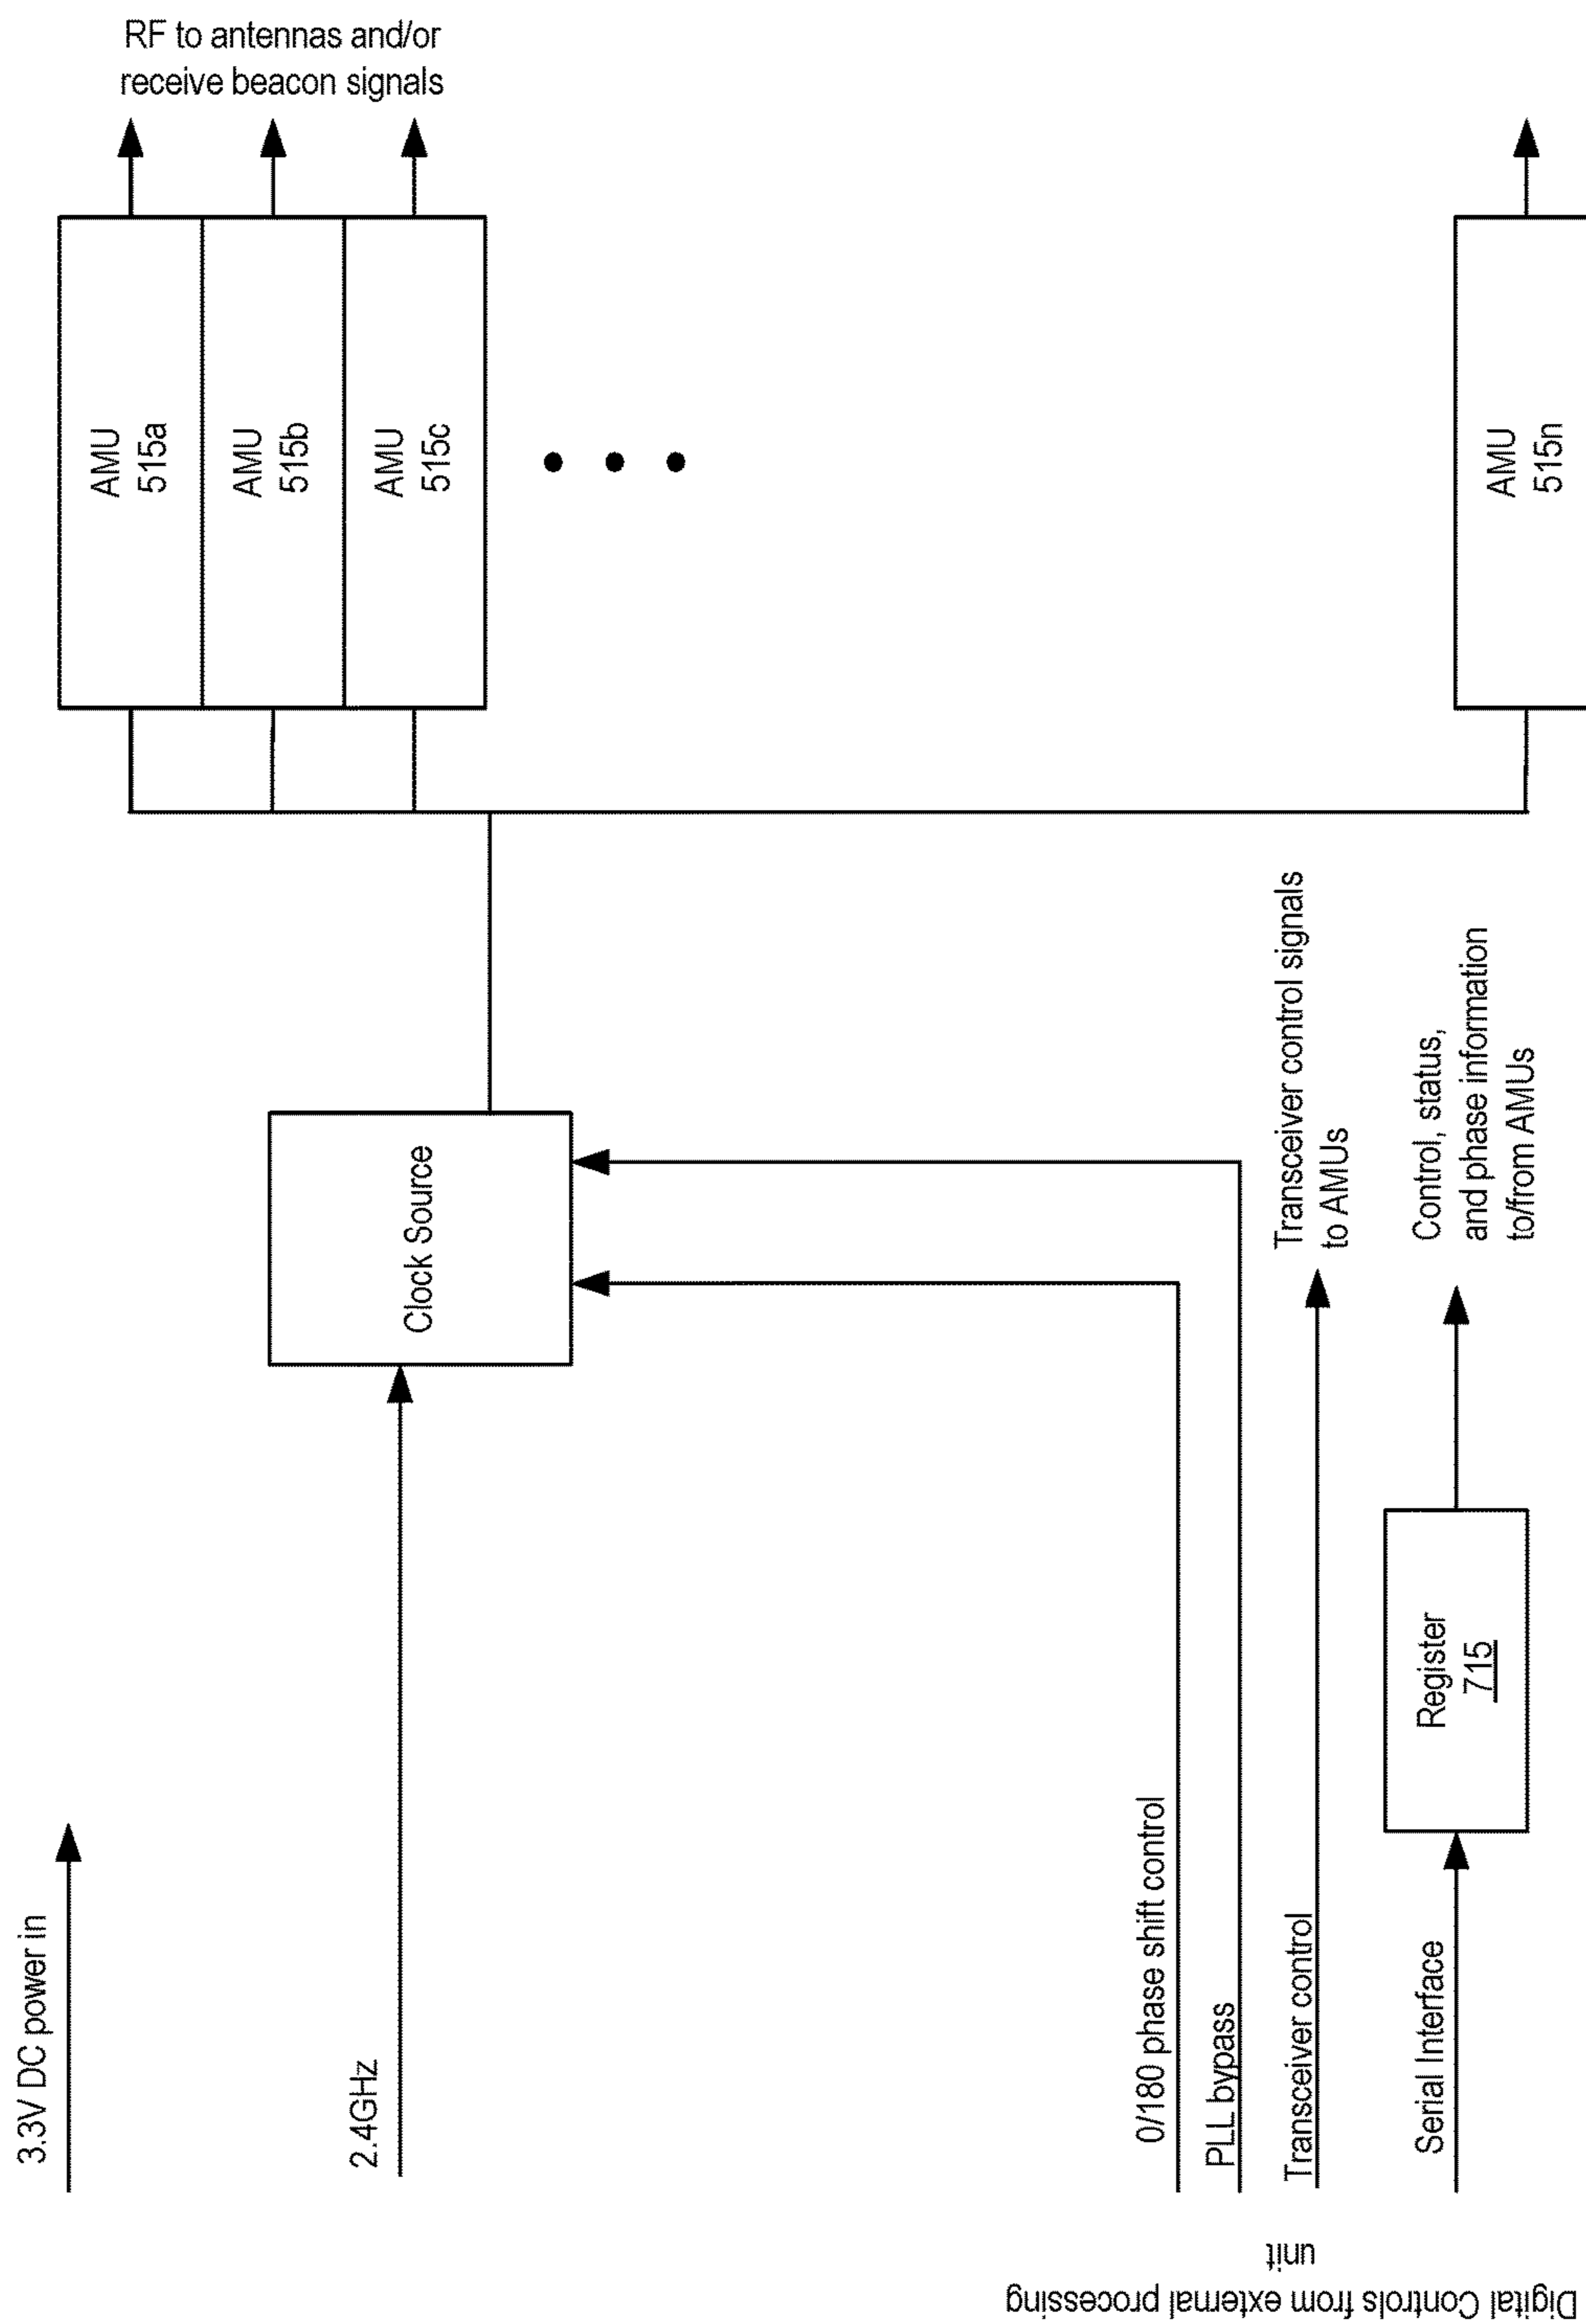 RF to antennas and/or
receive beacon signals
AMU
515a
AMU
515b
AMU
515c
AMU
515n
Clock Source
3.3V DC power in
2.4GHz
0/180 phase shift control
PLL bypass
Transceiver control
Transceiver control signals
to AMUs
Serial Interface
Register
715
Control, status,
and phase information
to/from AMUs
Digital Controls from external processing
unit